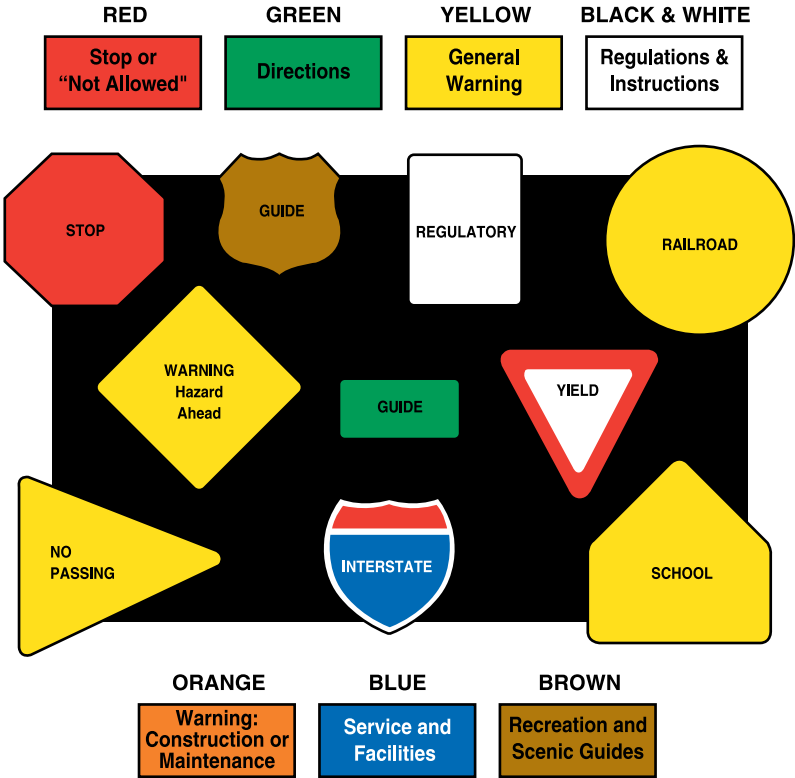 RED
GREEN
YELLOW
BLACK & WHITE
Stop or
“Not Allowed"
Directions
General
Warning
Regulations &
Instructions
STOP
GUIDE
REGULATORY
RAILROAD
WARNING
Hazard
Ahead
GUIDE
YIELD
NO
PASSING
INTERSTATE
SCHOOL
ORANGE
BLUE
BROWN
Warning:
Construction or
Maintenance
Service and
Facilities
Recreation and
Scenic Guides